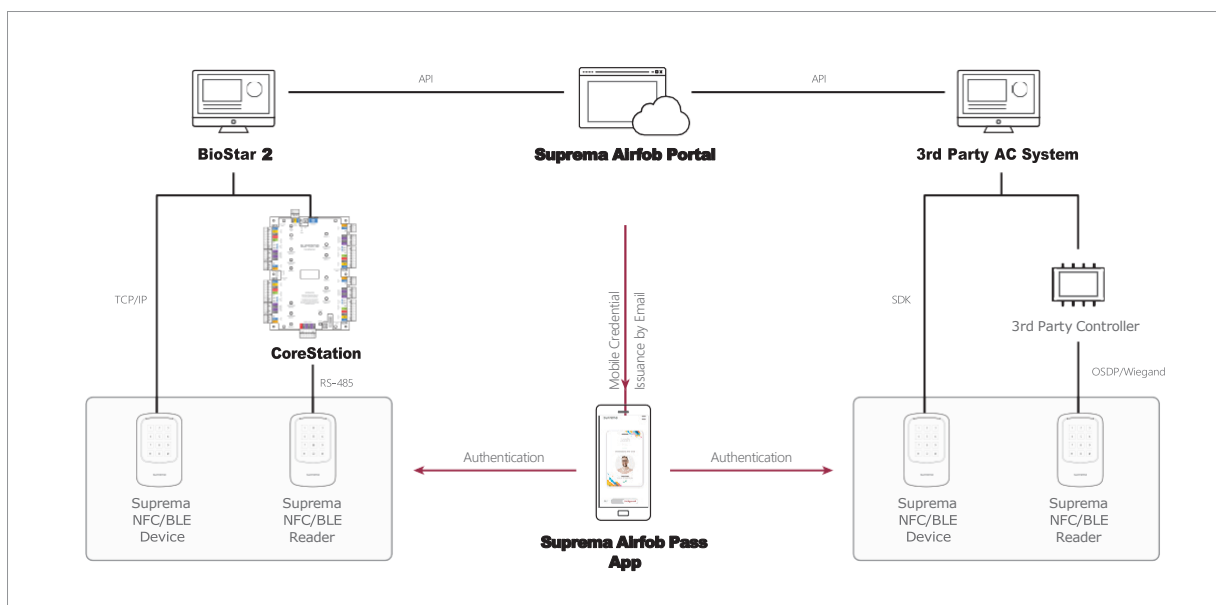 API
API
BioStar 2
Suprema Airfob Portal
3rd Party AC System
SUPREMA
TCP/IP
SDK
Mobile Credential
Issuance by Email
3rd Party Controller
CoreStation
RS-485
OSDP/Wiegand
Authentication
Authentication
Suprema
NFC/BLE
Device
Suprema
NFC/BLE
Reader
Suprema
NFC/BLE
Device
Suprema
NFC/BLE
Reader
Suprema Airfob Pass
App